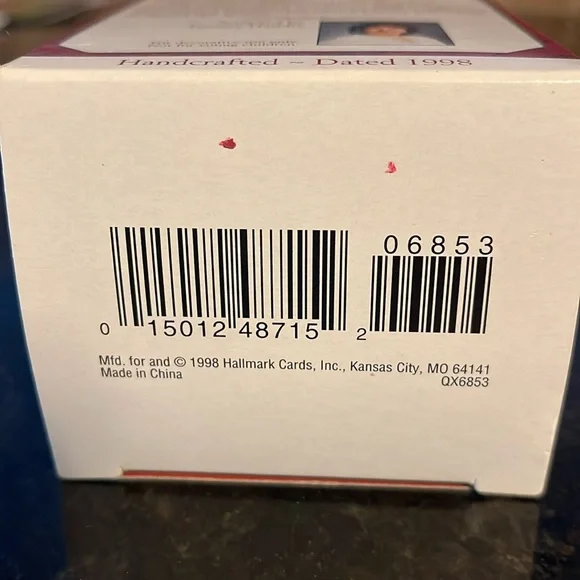 Handcrafted ~ Dated 1998
06853
0 15012 48715 2
Mfd. for and © 1998 Hallmark Cards, Inc., Kansas City, MO 64141
Made in China
QX6853